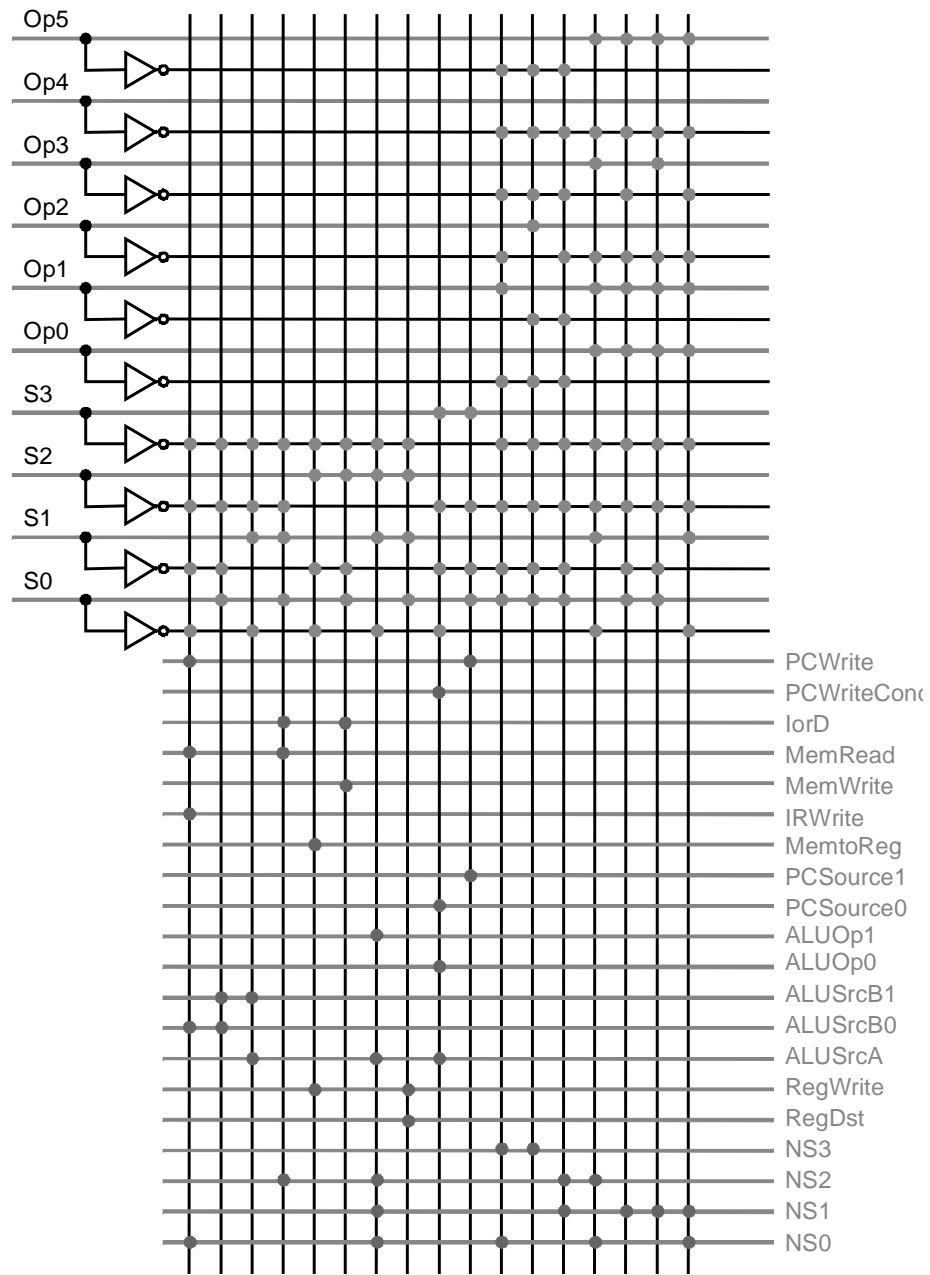 Op5
Op4
Op3
Op2
Op1
Op0
S3
S2
S1
S0
PCWrite
PCWriteCond
IorD
MemRead
MemWrite
IRWrite
MemtoReg
PCSource1
PCSource0
ALUOp1
ALUOp0
ALUSrcB1
ALUSrcB0
ALUSrcA
RegWrite
RegDst
NS3
NS2
NS1
NS0